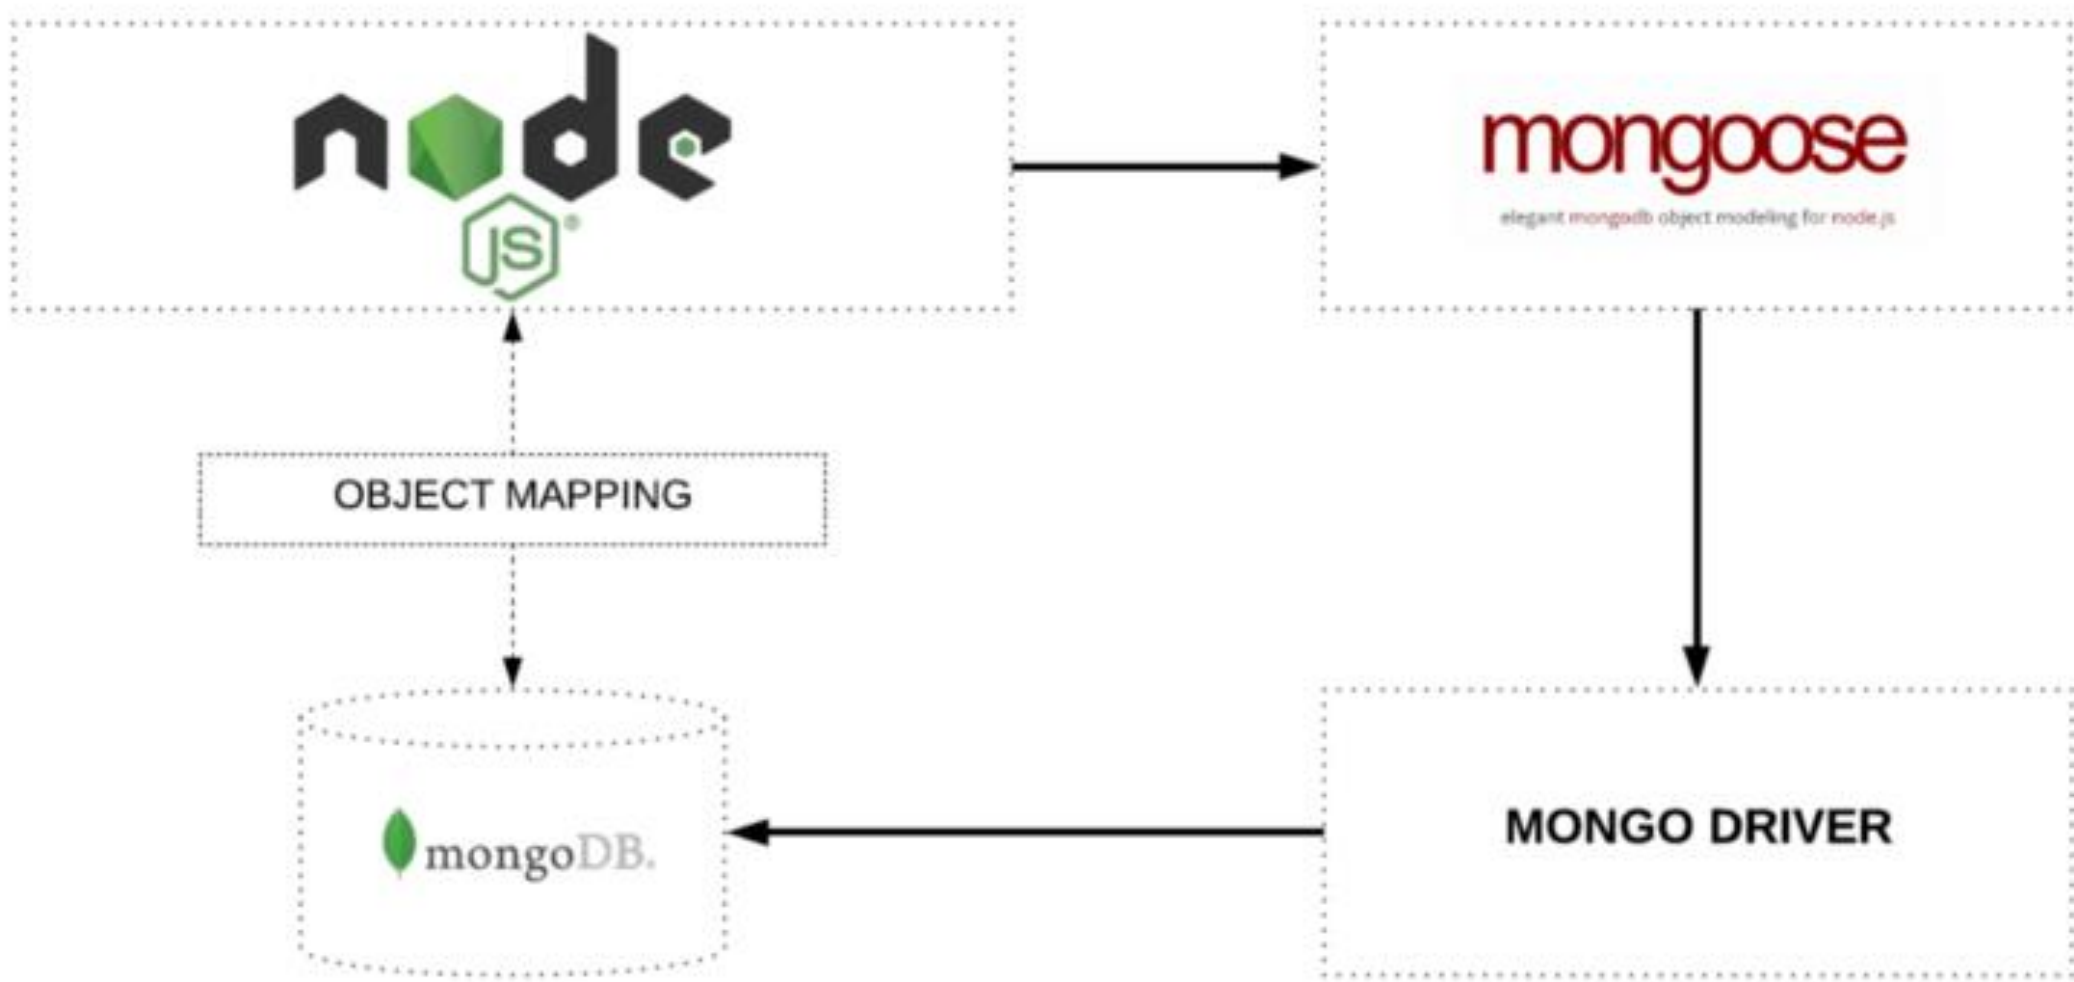 node
JS®
mongoose
elegant mongodb object modeling for node.js
OBJECT MAPPING
mongoDB.
MONGO DRIVER